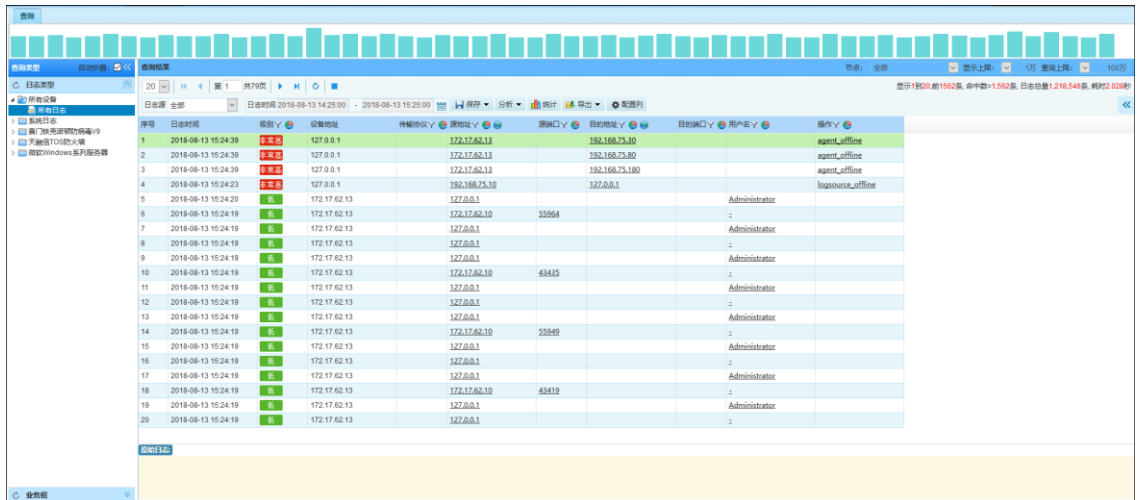 查询
查询类型 自动折叠: 查询结果 节点: 全部 显示上限: 1万 查询上限: 100万
日志类型 20 第 1 共79页 显示1到20,前1562条, 命中数=1,562条, 日志总量1,218,546条, 耗时2.028秒
所有设备
所有日志
系统日志
赛门铁克诺顿防病毒V9
天融信TOS防火墙
微软Windows系列服务器
日志源 全部 日志时间 2018-08-13 14:25:00 - 2018-08-13 15:25:00 保存 分析 统计 导出 配置列
序号 日志时间 级别 设备地址 传输协议 源地址 源端口 目的地址 目的端口 用户名 操作
1 2018-08-13 15:24:39 非常高 127.0.0.1 172.17.62.13 192.168.75.30 agent_offline
2 2018-08-13 15:24:39 非常高 127.0.0.1 172.17.62.13 192.168.75.80 agent_offline
3 2018-08-13 15:24:39 非常高 127.0.0.1 172.17.62.13 192.168.75.180 agent_offline
4 2018-08-13 15:24:23 非常高 127.0.0.1 192.168.75.10 127.0.0.1 logsource_offline
5 2018-08-13 15:24:20 低 172.17.62.13 127.0.0.1 Administrator
6 2018-08-13 15:24:19 低 172.17.62.13 172.17.62.10 55964 -
7 2018-08-13 15:24:19 低 172.17.62.13 127.0.0.1 Administrator
8 2018-08-13 15:24:19 低 172.17.62.13 127.0.0.1 -
9 2018-08-13 15:24:19 低 172.17.62.13 127.0.0.1 Administrator
10 2018-08-13 15:24:19 低 172.17.62.13 172.17.62.10 43435 -
11 2018-08-13 15:24:19 低 172.17.62.13 127.0.0.1 Administrator
12 2018-08-13 15:24:19 低 172.17.62.13 127.0.0.1 -
13 2018-08-13 15:24:19 低 172.17.62.13 127.0.0.1 Administrator
14 2018-08-13 15:24:19 低 172.17.62.13 172.17.62.10 55949 -
15 2018-08-13 15:24:19 低 172.17.62.13 127.0.0.1 Administrator
16 2018-08-13 15:24:19 低 172.17.62.13 127.0.0.1 -
17 2018-08-13 15:24:19 低 172.17.62.13 127.0.0.1 Administrator
18 2018-08-13 15:24:19 低 172.17.62.13 172.17.62.10 43419 -
19 2018-08-13 15:24:19 低 172.17.62.13 127.0.0.1 Administrator
20 2018-08-13 15:24:19 低 172.17.62.13 127.0.0.1 -
原始日志:
业务组